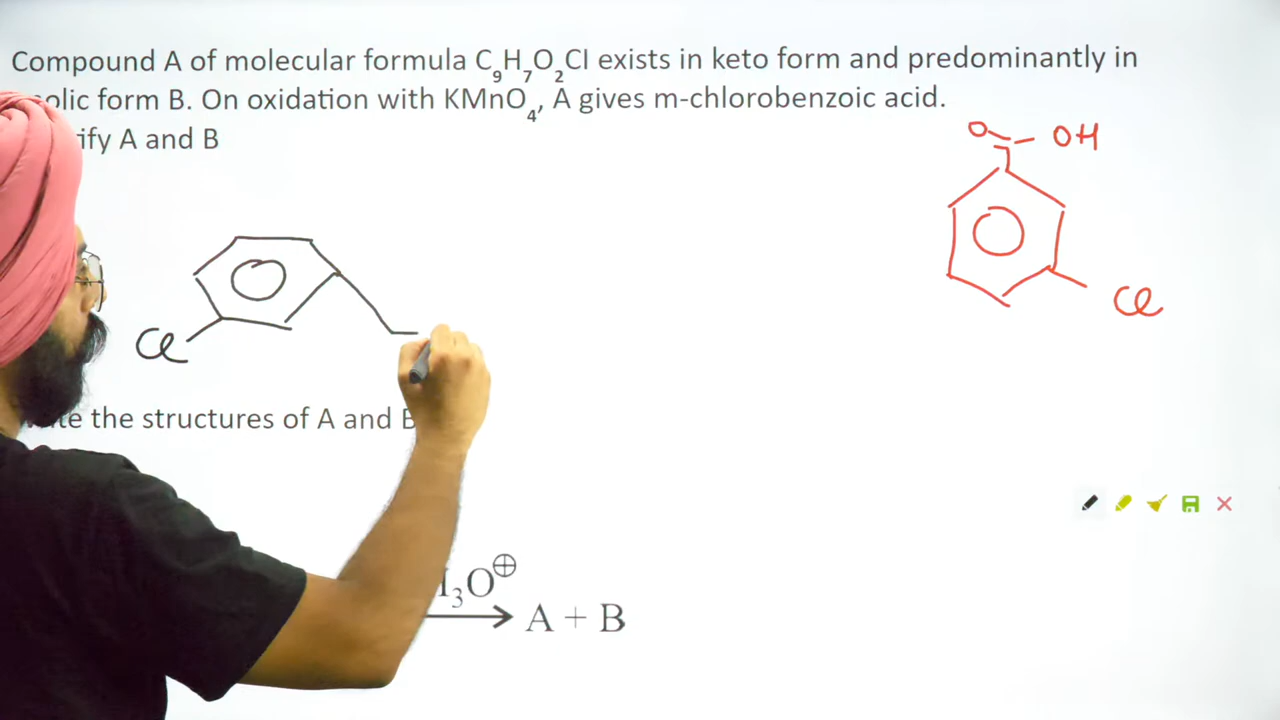 Compound A of molecular formula C₉H₇O₂Cl exists in keto form and predominantly in
olic form B. On oxidation with KMnO₄, A gives m-chlorobenzoic acid.
ify A and B
O OH
Cl
Cl
the structures of A and B
₃O⊕
A + B